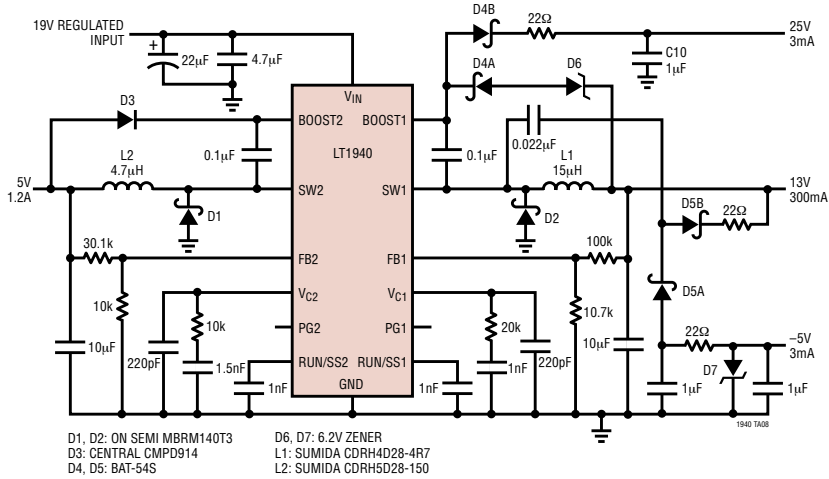 19V REGULATED
INPUT
+
22µF
4.7µF
D3
L2
4.7µH
0.1µF
5V
1.2A
D1
30.1k
10k
10µF
220pF
10k
1.5nF
1nF
VIN
BOOST2
BOOST1
LT1940
SW2
SW1
FB2
FB1
VC2
VC1
PG2
PG1
RUN/SS2
RUN/SS1
GND
D4B
22Ω
25V
3mA
C10
1µF
D4A
D6
0.022µF
0.1µF
L1
15µH
13V
300mA
D2
D5B
22Ω
100k
D5A
10.7k
20k
10µF
22Ω
–5V
3mA
D7
1nF
1nF
220pF
1µF
1µF
1940 TA08
D1, D2: ON SEMI MBRM140T3
D3: CENTRAL CMPD914
D4, D5: BAT-54S
D6, D7: 6.2V ZENER
L1: SUMIDA CDRH4D28-4R7
L2: SUMIDA CDRH5D28-150